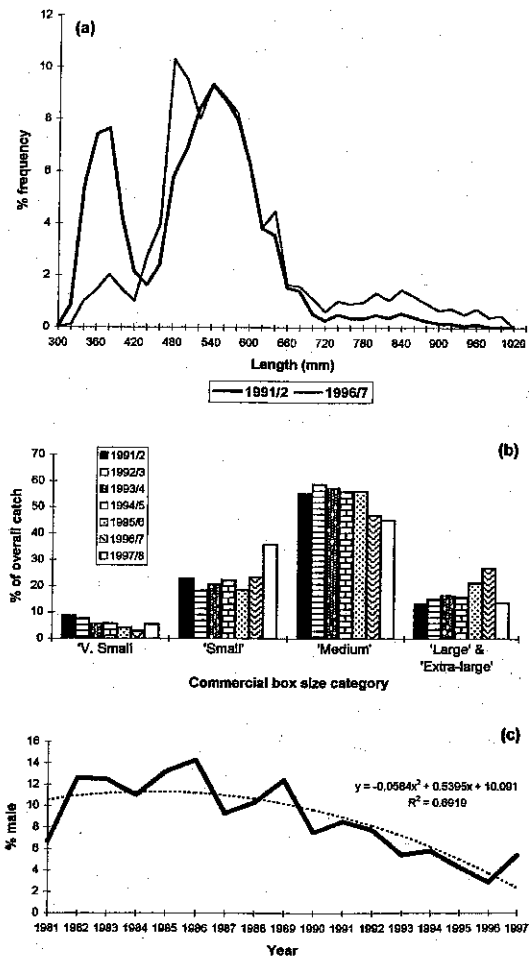 (a)
12
10
8
6
4
2
0
% frequency
300 360 420 480 540 600 660 720 780 840 900 960 1020
Length (mm)
1991/2 1996/7
(b)
70
60
50
40
30
20
10
0
% of overall catch
1991/2
1992/3
1993/4
1994/5
1985/6
1996/7
1997/8
'V. Small 'Small' 'Medium' 'Large' &
'Extra-large'
Commercial box size category
(c)
16
14
12
10
8
6
4
2
0
% male
y = -0.0584x² + 0.5395x + 10.091
R² = 0.6919
1981 1982 1983 1984 1985 1986 1987 1988 1989 1990 1991 1992 1993 1994 1995 1996 1997
Year